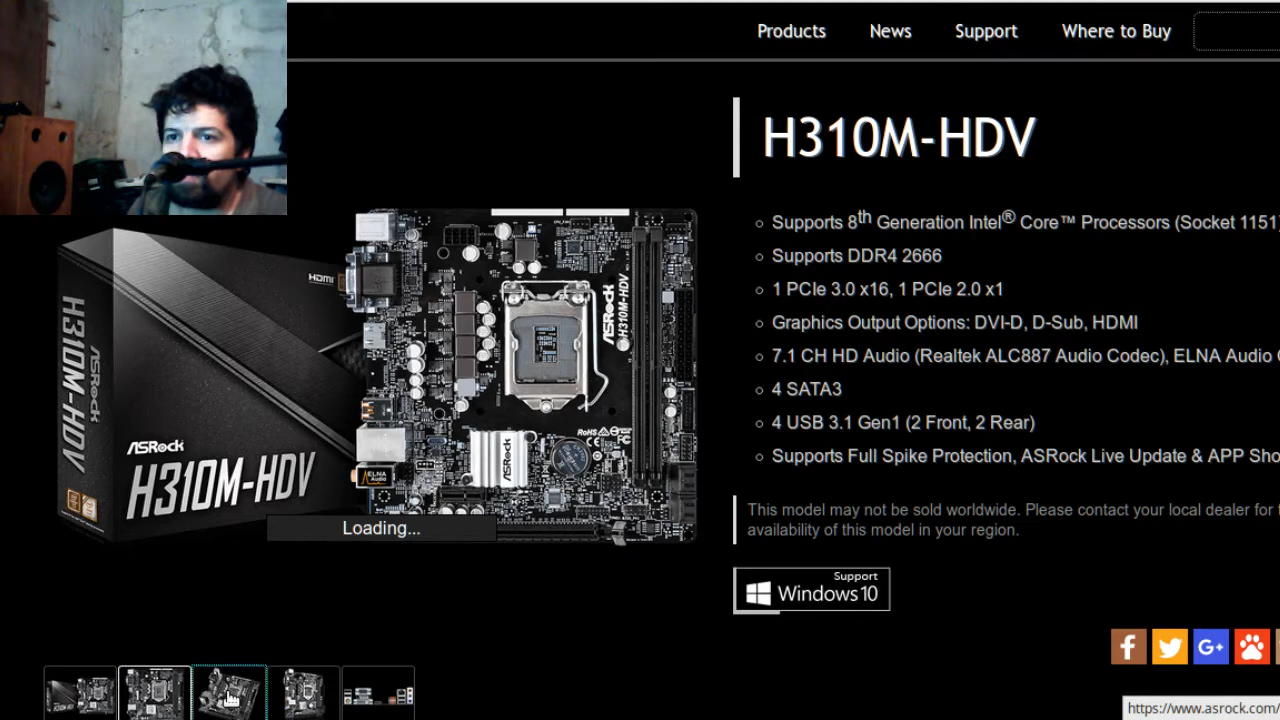 Products News Support Where to Buy
H310M-HDV
Supports 8th Generation Intel® Core™ Processors (Socket 1151
Supports DDR4 2666
1 PCIe 3.0 x16, 1 PCIe 2.0 x1
Graphics Output Options: DVI-D, D-Sub, HDMI
7.1 CH HD Audio (Realtek ALC887 Audio Codec), ELNA Audio
4 SATA3
4 USB 3.1 Gen1 (2 Front, 2 Rear)
Supports Full Spike Protection, ASRock Live Update & APP Sho
This model may not be sold worldwide. Please contact your local dealer for
availability of this model in your region.
Support
Windows 10
HDMI
ASRock
H310M-HDV
ASRock
H310M-HDV
ASRock
H310M-HDV
RoHS
CE
FC
ASRock
ELNA
Audio
Loading...
https://www.asrock.com/